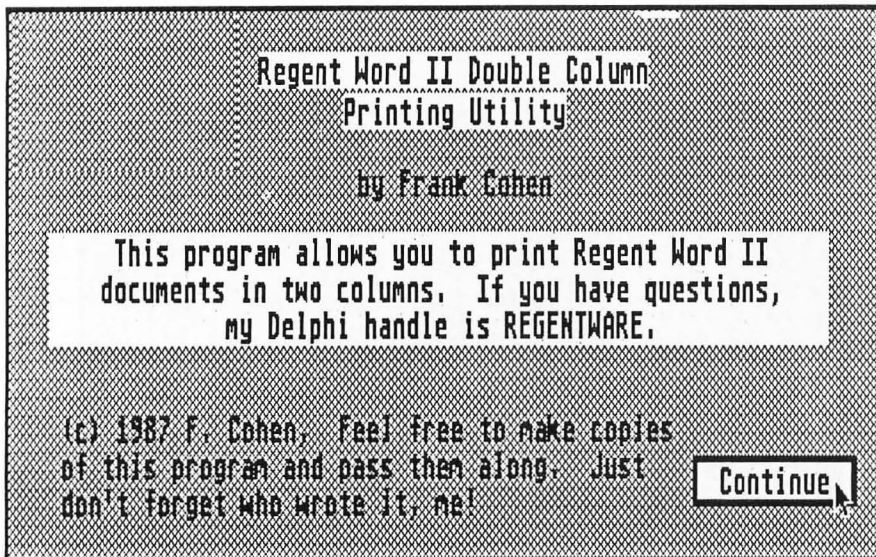 Regent Word II Double Column
Printing Utility
by Frank Cohen
This program allows you to print Regent Word II
documents in two columns.  If you have questions,
my Delphi handle is REGENTWARE.
(c) 1987 F. Cohen.  Feel free to make copies
of this program and pass them along.  Just
don't forget who wrote it, me!
Continue